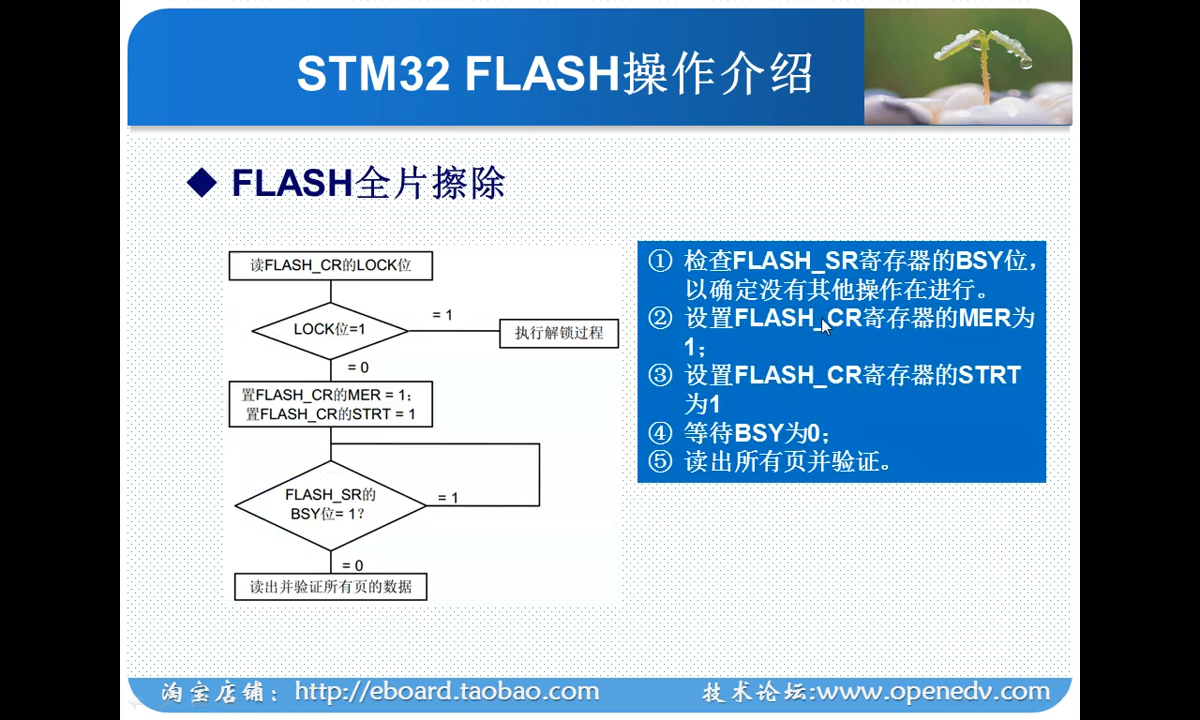 STM32 FLASH操作介绍
◆ FLASH全片擦除
读FLASH_CR的LOCK位
LOCK位=1
= 1
执行解锁过程
= 0
置FLASH_CR的MER = 1;
置FLASH_CR的STRT = 1
FLASH_SR的
BSY位= 1?
= 1
= 0
读出并验证所有页的数据
① 检查FLASH_SR寄存器的BSY位，
以确定没有其他操作在进行。
② 设置FLASH_CR寄存器的MER为
1；
③ 设置FLASH_CR寄存器的STRT
为1
④ 等待BSY为0；
⑤ 读出所有页并验证。
淘宝店铺：http://eboard.taobao.com
技术论坛:www.openedv.com